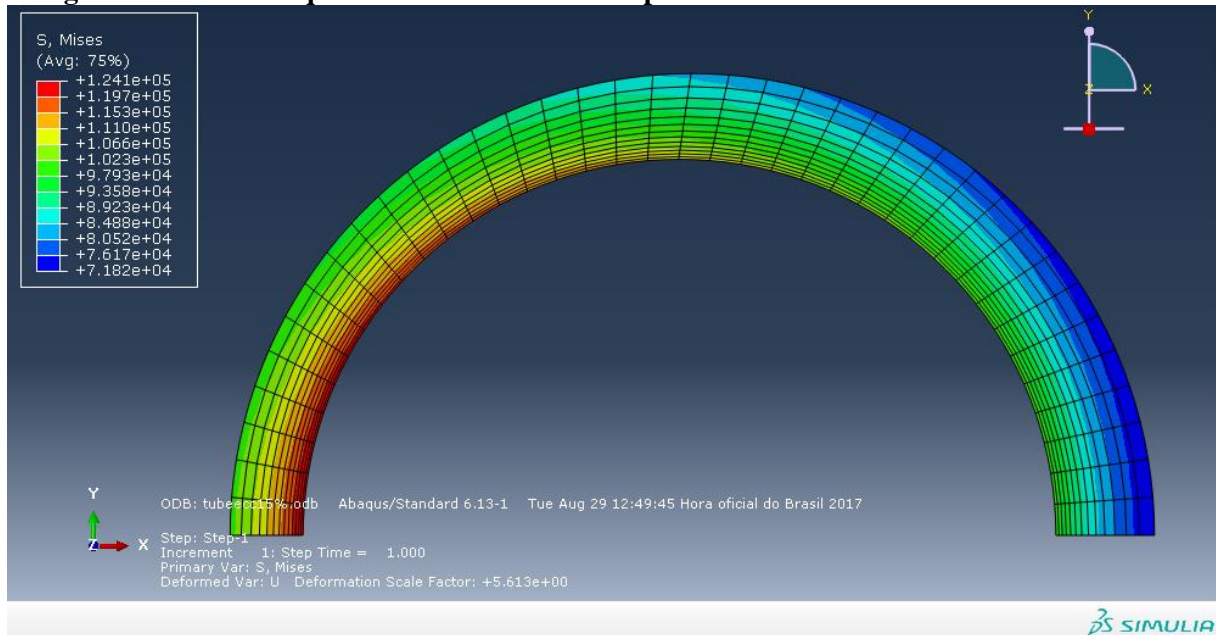 S, Mises
(Avg: 75%)
+1.241e+05
+1.197e+05
+1.153e+05
+1.110e+05
+1.066e+05
+1.023e+05
+9.793e+04
+9.358e+04
+8.923e+04
+8.488e+04
+8.052e+04
+7.617e+04
+7.182e+04
Y
Z X
Y
Z X
ODB: tubeecc15%.odb Abaqus/Standard 6.13-1 Tue Aug 29 12:49:45 Hora oficial do Brasil 2017
Step: Step-1
Increment 1: Step Time = 1.000
Primary Var: S, Mises
Deformed Var: U Deformation Scale Factor: +5.613e+00
SIMULIA